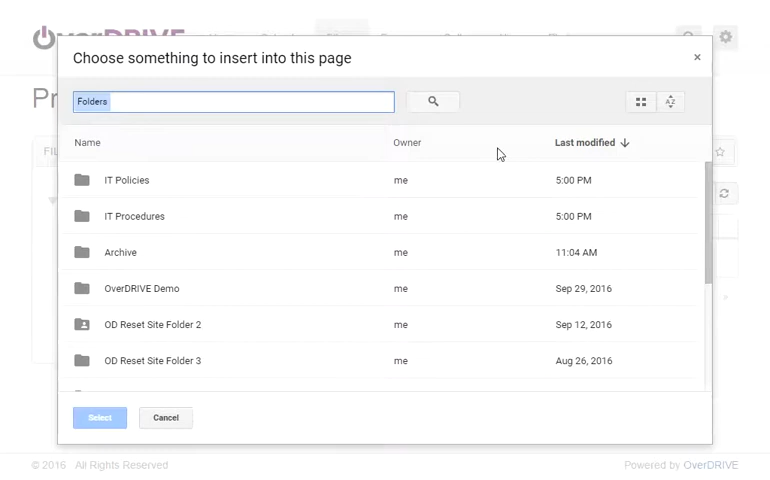 OverDRIVE
Choose something to insert into this page
×
Folders
AZ
Name Owner Last modified
IT Policies me 5:00 PM
IT Procedures me 5:00 PM
Archive me 11:04 AM
OverDRIVE Demo me Sep 29, 2016
OD Reset Site Folder 2 me Sep 12, 2016
OD Reset Site Folder 3 me Aug 26, 2016
Select Cancel
© 2016 All Rights Reserved Powered by OverDRIVE